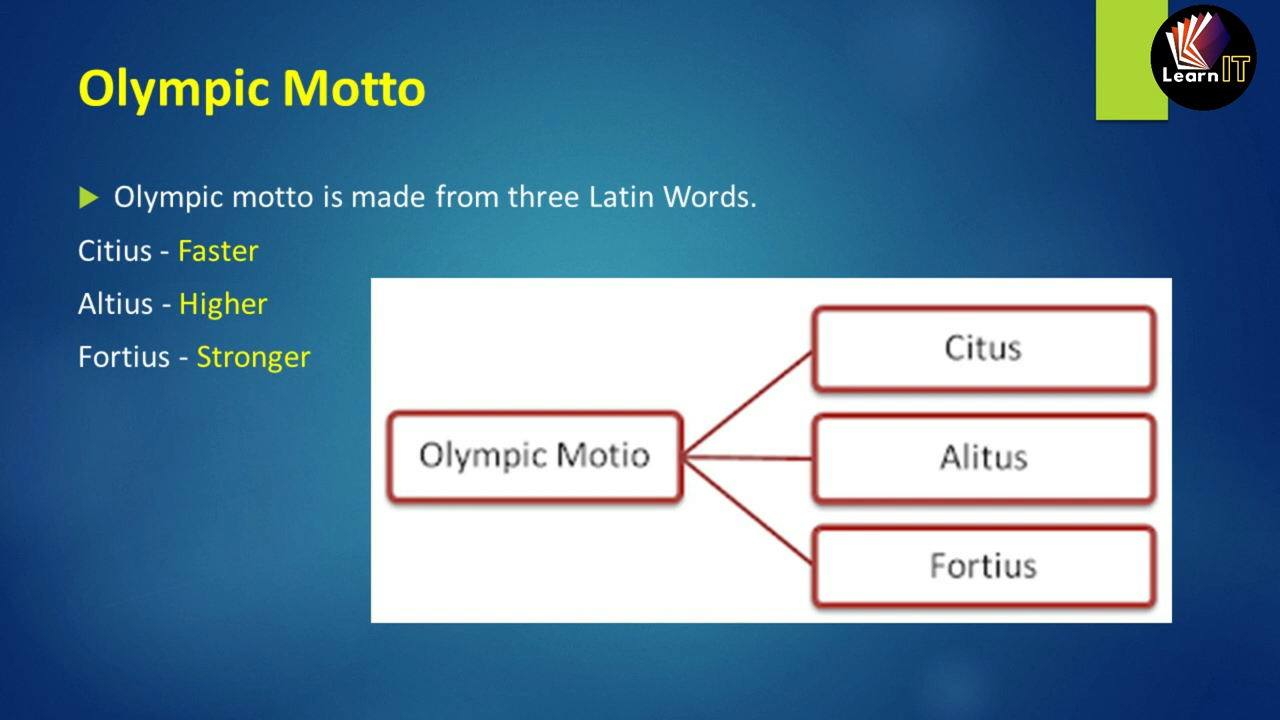 Learn IT
Olympic Motto
Olympic motto is made from three Latin Words.
Citius - Faster
Altius - Higher
Fortius - Stronger
Olympic Motio
Citus
Alitus
Fortius